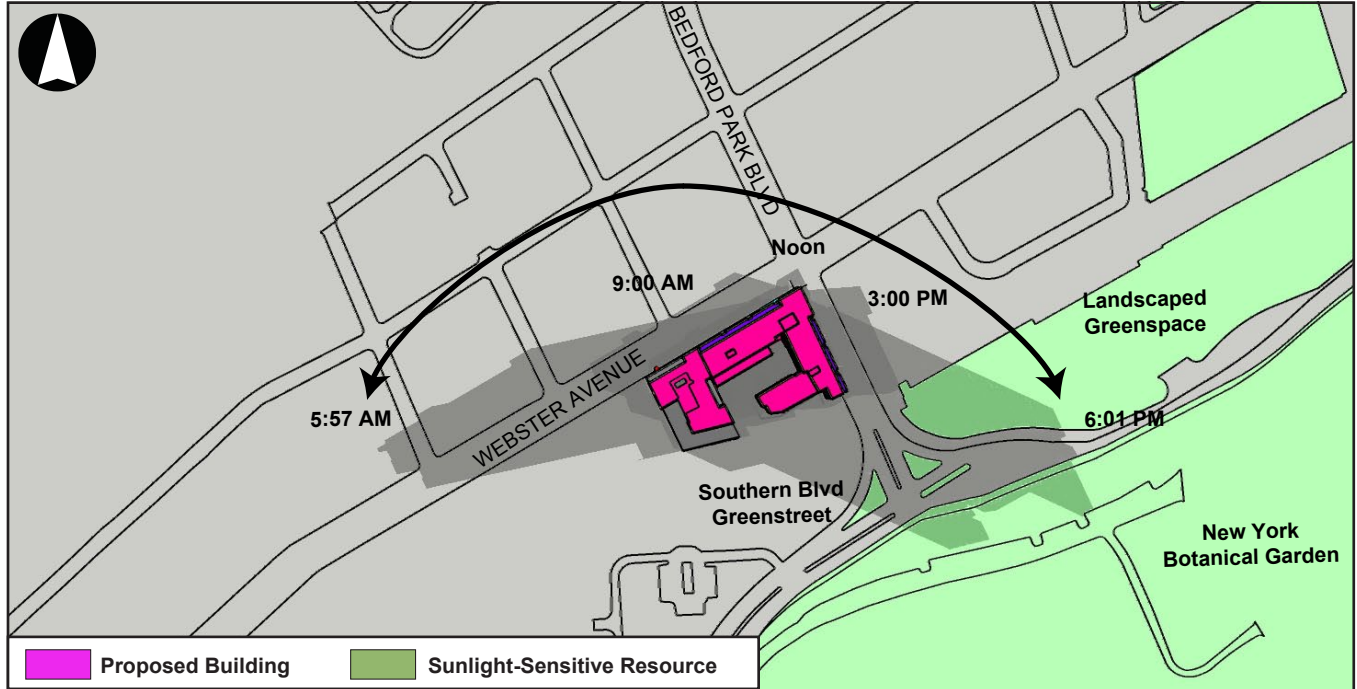 BEDFORD PARK BLVD
Noon
9:00 AM
3:00 PM
Landscaped
Greenspace
5:57 AM
6:01 PM
WEBSTER AVENUE
Southern Blvd
Greenstreet
New York
Botanical Garden
Proposed Building
Sunlight-Sensitive Resource